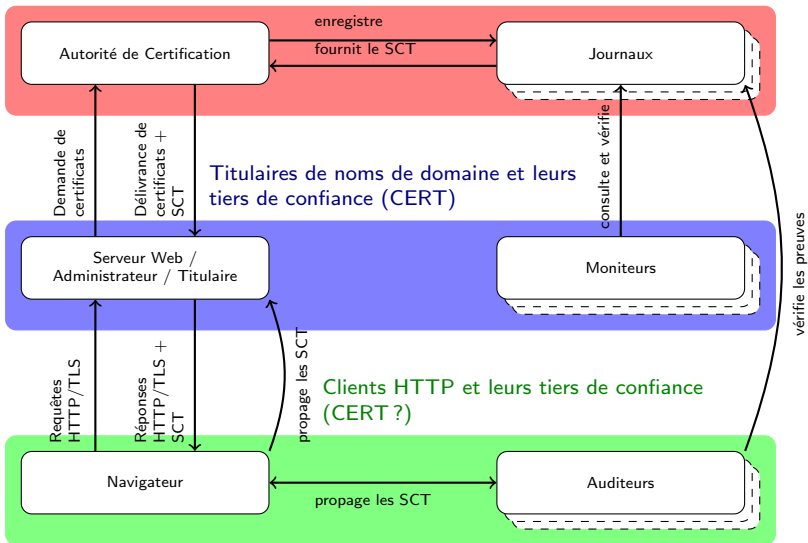 enregistre
Autorité de Certification
fournit le SCT
Journaux
Demande de
certificats
Délivrance de
certificats +
SCT
consulte et vérifie
Titulaires de noms de domaine et leurs
tiers de confiance (CERT)
Serveur Web /
Administrateur / Titulaire
Moniteurs
vérifie les preuves
Requêtes
HTTP/TLS
Réponses
HTTP/TLS +
SCT
propage les SCT
Clients HTTP et leurs tiers de confiance
(CERT ?)
Navigateur
propage les SCT
Auditeurs